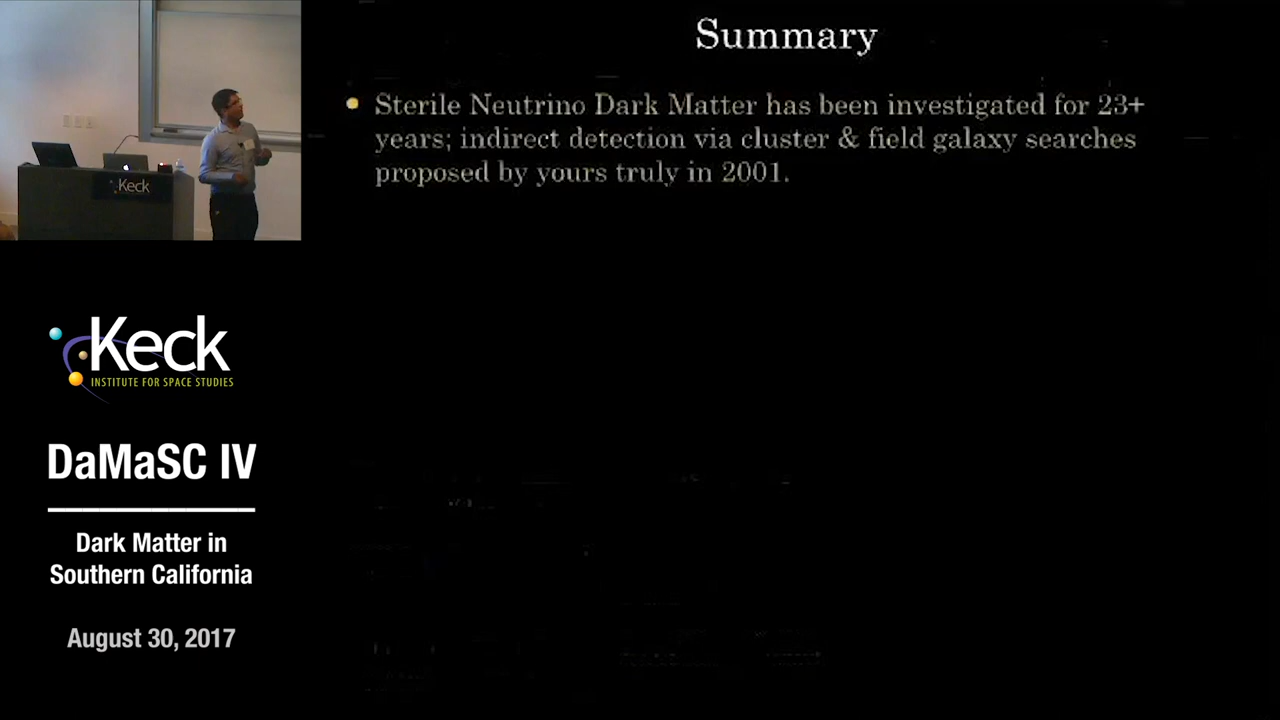 Summary
• Sterile Neutrino Dark Matter has been investigated for 23+
years; indirect detection via cluster & field galaxy searches
proposed by yours truly in 2001.
Keck
Keck
INSTITUTE FOR SPACE STUDIES
DaMaSC IV
Dark Matter in
Southern California
August 30, 2017